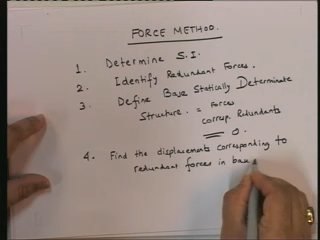 FORCE METHOD.
1. Determine S.I.
2. Identify Redundant Forces.
3. Define Base Statically Determinate
Structure. = Forces
corresp. Redundants
= 0.
4. Find the displacements corresponding to
redundant forces in base